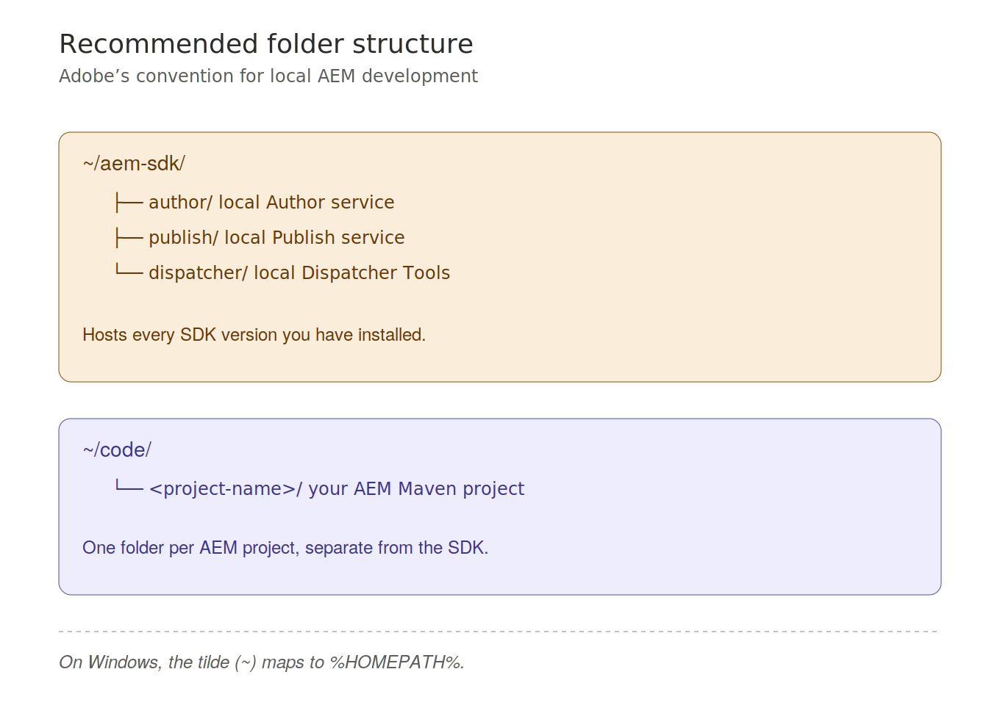 Recommended folder structure
Adobe’s convention for local AEM development
~/aem-sdk/
├── author/ local Author service
├── publish/ local Publish service
└── dispatcher/ local Dispatcher Tools
Hosts every SDK version you have installed.
~/code/
└── <project-name>/ your AEM Maven project
One folder per AEM project, separate from the SDK.
On Windows, the tilde (~) maps to %HOMEPATH%.